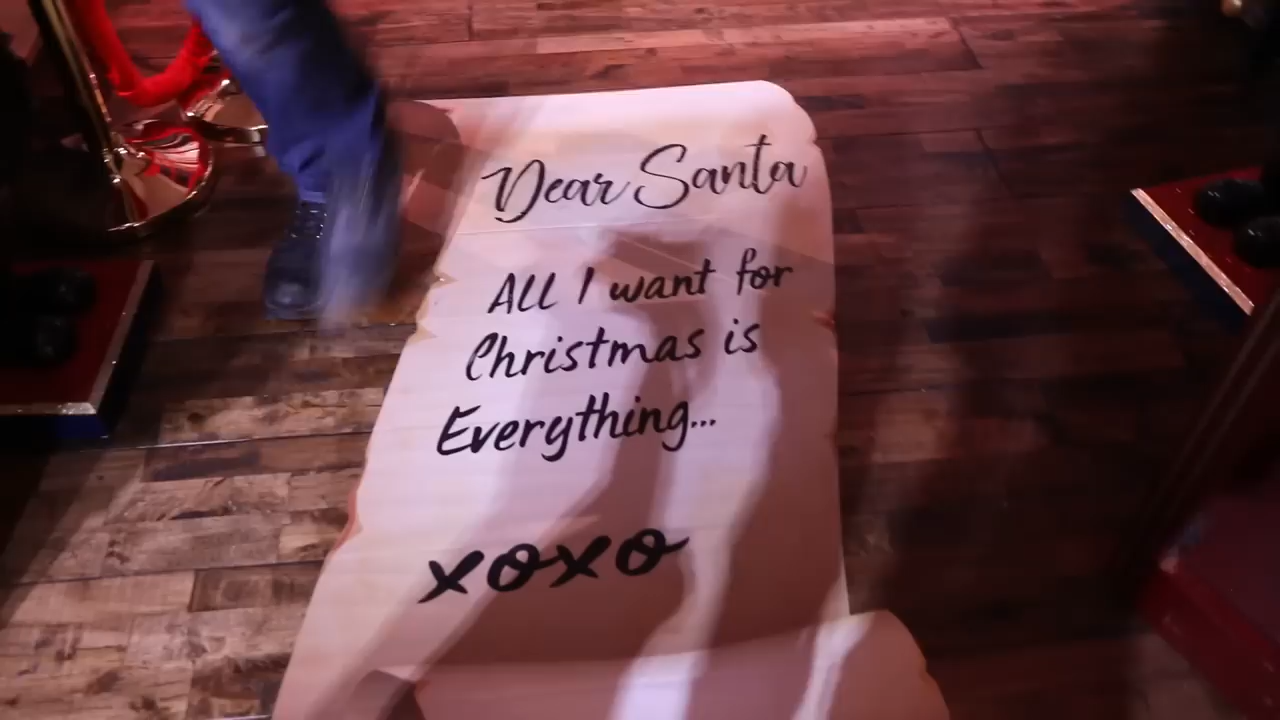 Dear Santa
ALL I want for
Christmas is
Everything...
xoxo